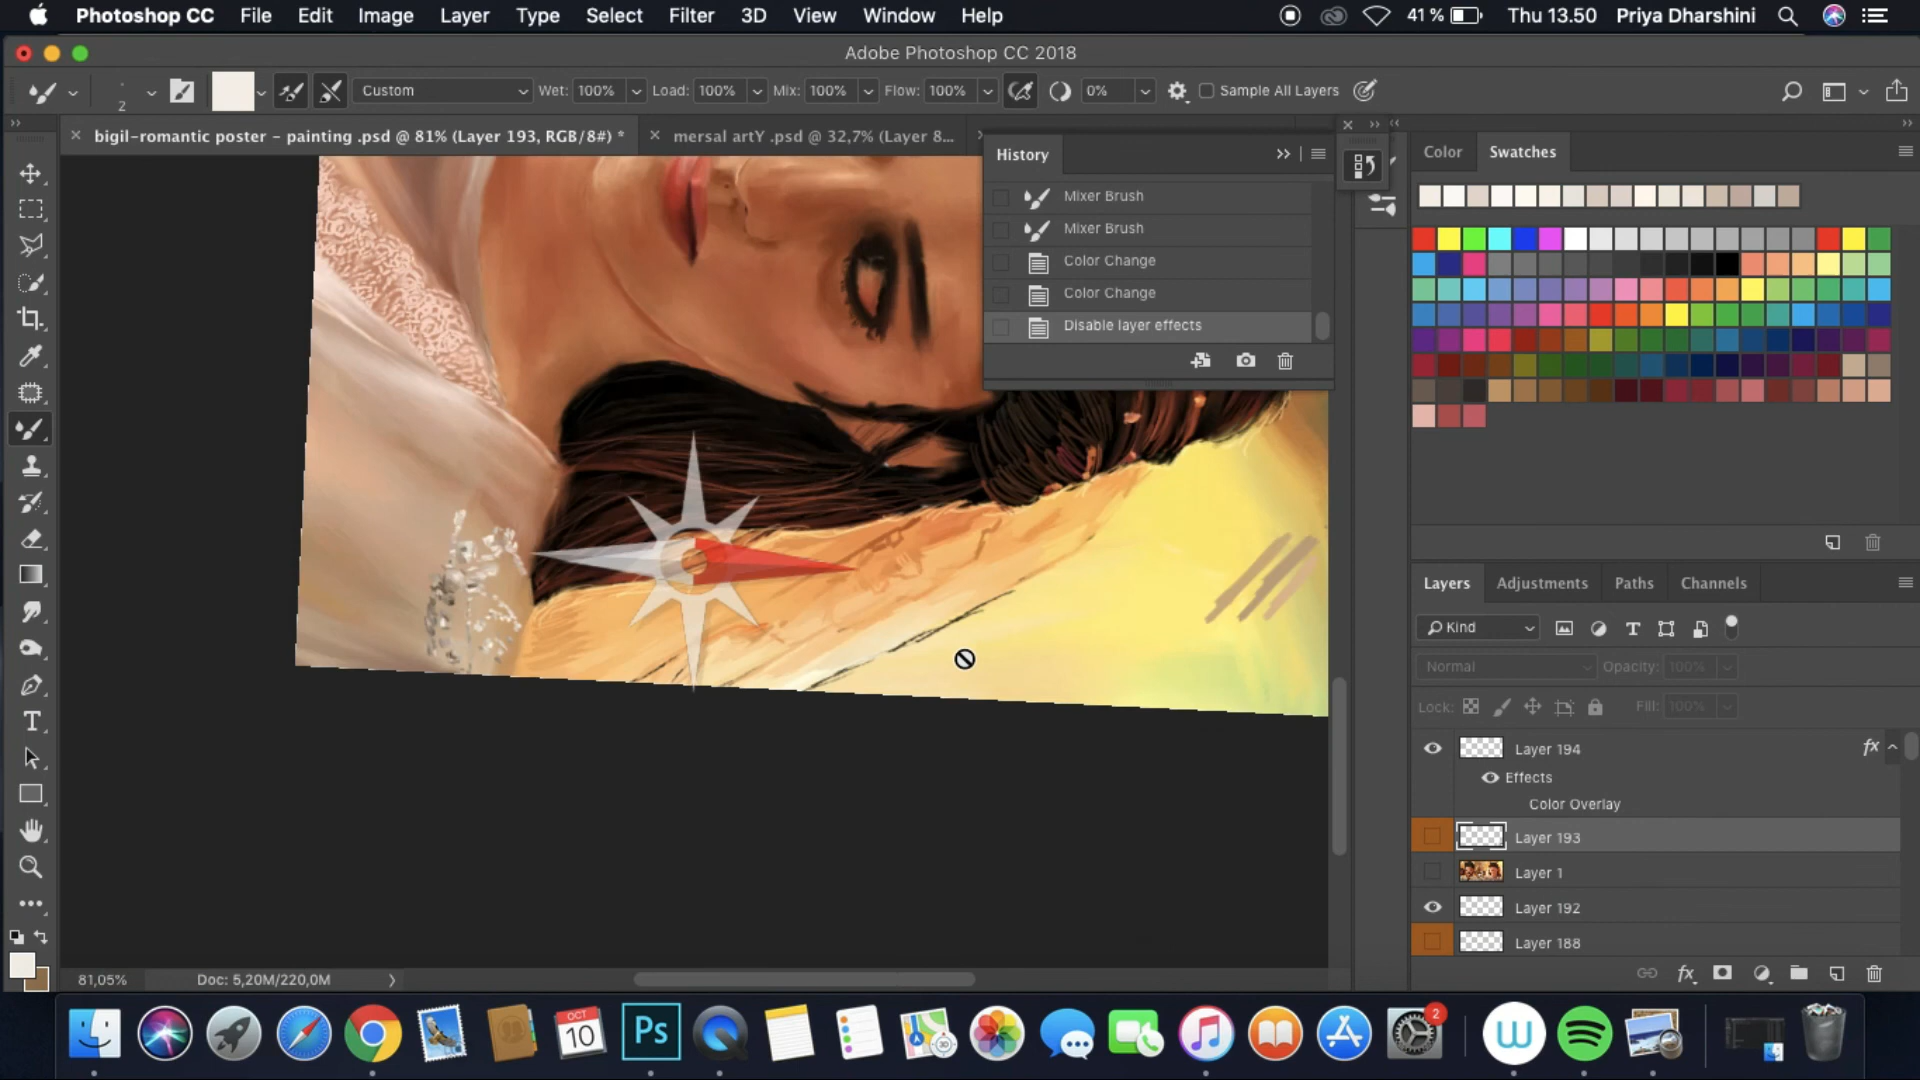 Photoshop CC File Edit Image Layer Type Select Filter 3D View Window Help 41 % Thu 13.50 Priya Dharshini
Adobe Photoshop CC 2018
2 Custom Wet: 100% Load: 100% Mix: 100% Flow: 100% 0% Sample All Layers
bigil-romantic poster – painting .psd @ 81% (Layer 193, RGB/8#) *
mersal artY .psd @ 32,7% (Layer 8...
History
Mixer Brush
Mixer Brush
Color Change
Color Change
Disable layer effects
Color Swatches
Layers Adjustments Paths Channels
Kind
Normal Opacity: 100%
Lock: Fill: 100%
Layer 194 fx
Effects
Color Overlay
Layer 193
Layer 1
Layer 192
Layer 188
fx
81,05% Doc: 5,20M/220,0M
OCT
10
Ps
3D
2
W